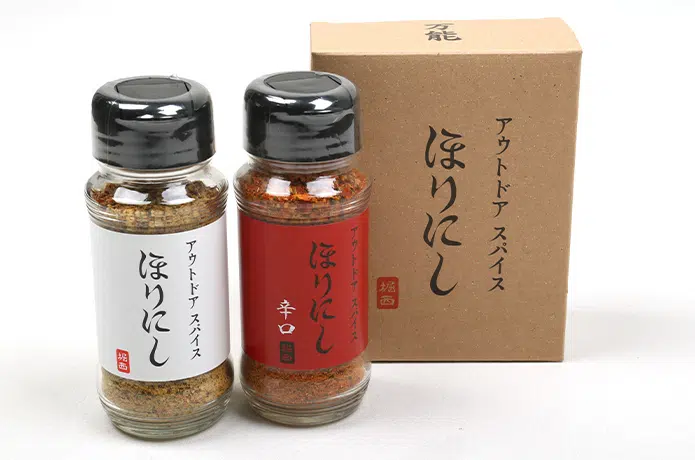 アウトドア スパイス
ほりにし
堀西
アウトドア スパイス
ほりにし
辛口
堀西
万能
アウトドア スパイス
ほりにし
堀西